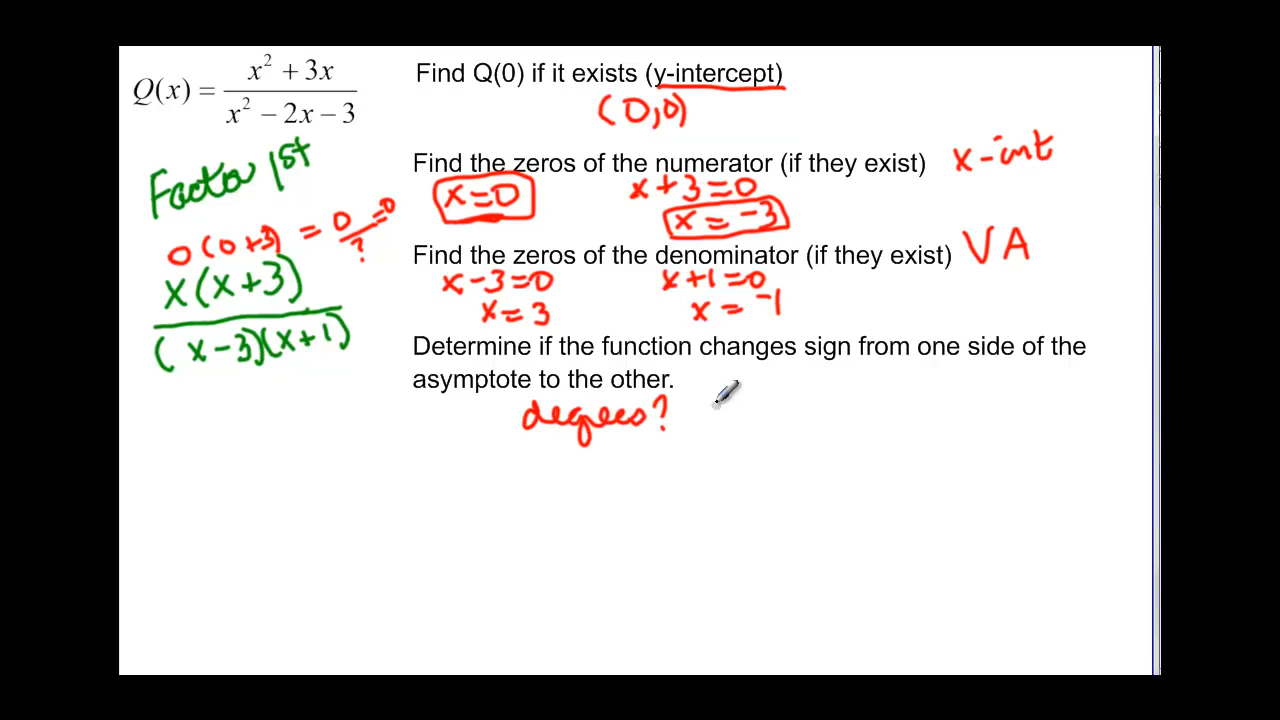 Q(x) = (x² + 3x)/(x² − 2x − 3)
Factor 1st
0(0+3) = 0/? = 0
x(x+3)
(x−3)(x+1)
Find Q(0) if it exists (y-intercept)
(0,0)
Find the zeros of the numerator (if they exist) x-int
x=0 x+3=0
x = -3
Find the zeros of the denominator (if they exist) VA
x-3=0 x+1=0
x=3 x = -1
Determine if the function changes sign from one side of the
asymptote to the other.
degrees?